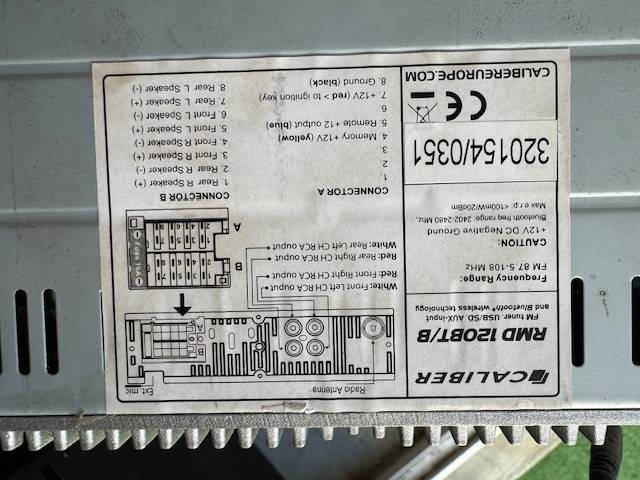 CALIBER
RMD 120BT/B
FM tuner, USB/SD, AUX-input
and Bluetooth® wireless technology
Frequency Range:
FM 87.5-108 MHz
CAUTION:
+12V DC Negative Ground
Bluetooth freq range: 2402-2480 Mhz,
Max e.r.p: <100mW/20dBm
320154/0351
CE
CALIBEREUROPE.COM
Radio Antenna
Ext. mic
A
B
White: Front Left CH RCA ouput
Red: Front Right CH RCA ouput
Red: Rear Right CH RCA ouput
White: Rear Left CH RCA ouput
B
A
CONNECTOR A
1.
2.
3.
4. Memory +12V (yellow)
5. Remote +12 output (blue)
6.
7. +12V (red) > to ignition key)
8. Ground (black)
CONNECTOR B
1. Rear R Speaker (+)
2. Rear R Speaker (-)
3. Front R Speaker (+)
4. Front R Speaker (-)
5. Front L Speaker (+)
6. Front L Speaker (-)
7. Rear L Speaker (+)
8. Rear L Speaker (-)